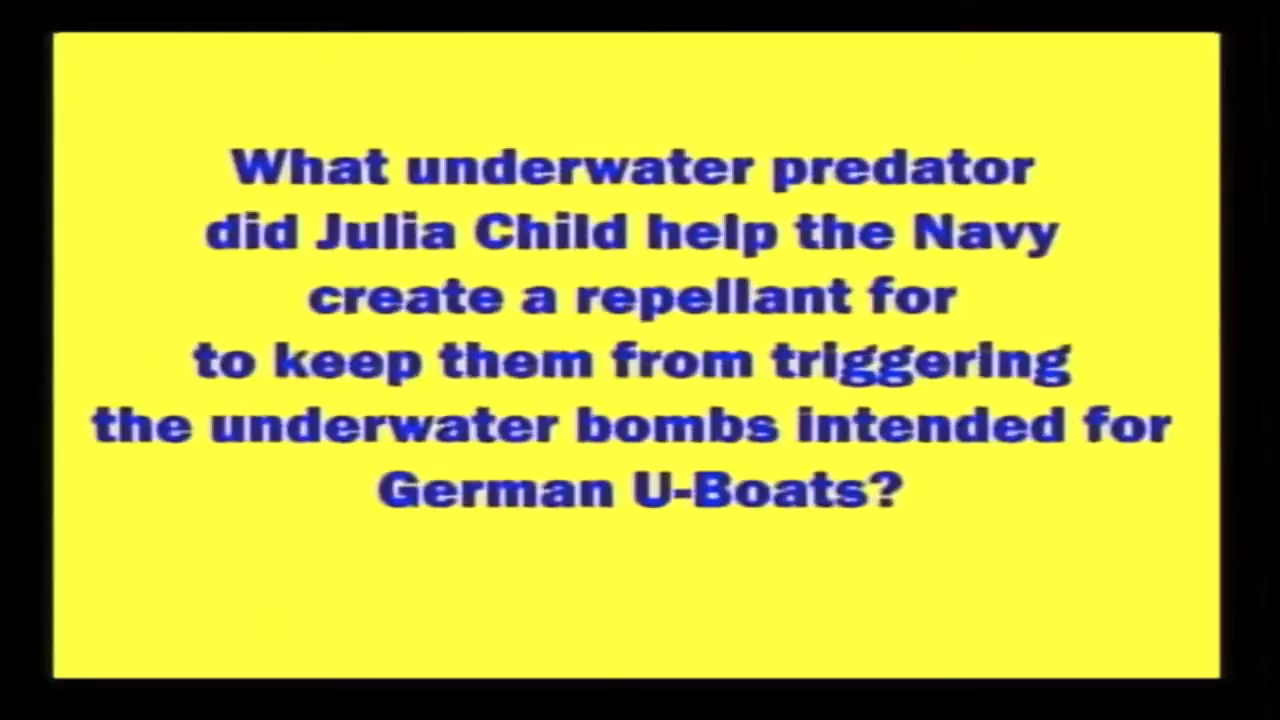 What underwater predator
did Julia Child help the Navy
create a repellant for
to keep them from triggering
the underwater bombs intended for
German U-Boats?